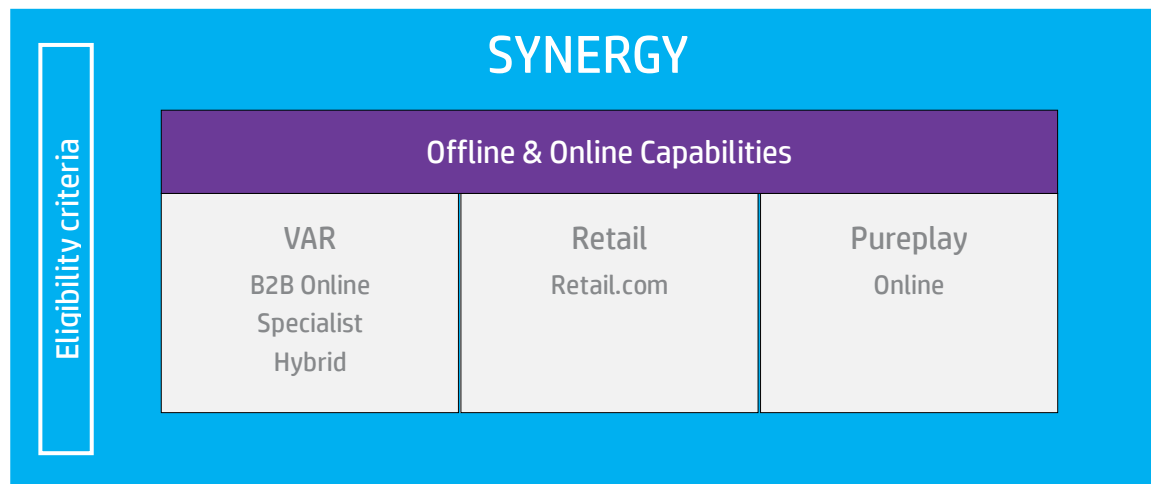 SYNERGY
Eligibility criteria
Offline & Online Capabilities
VAR
B2B Online
Specialist
Hybrid
Retail
Retail.com
Pureplay
Online